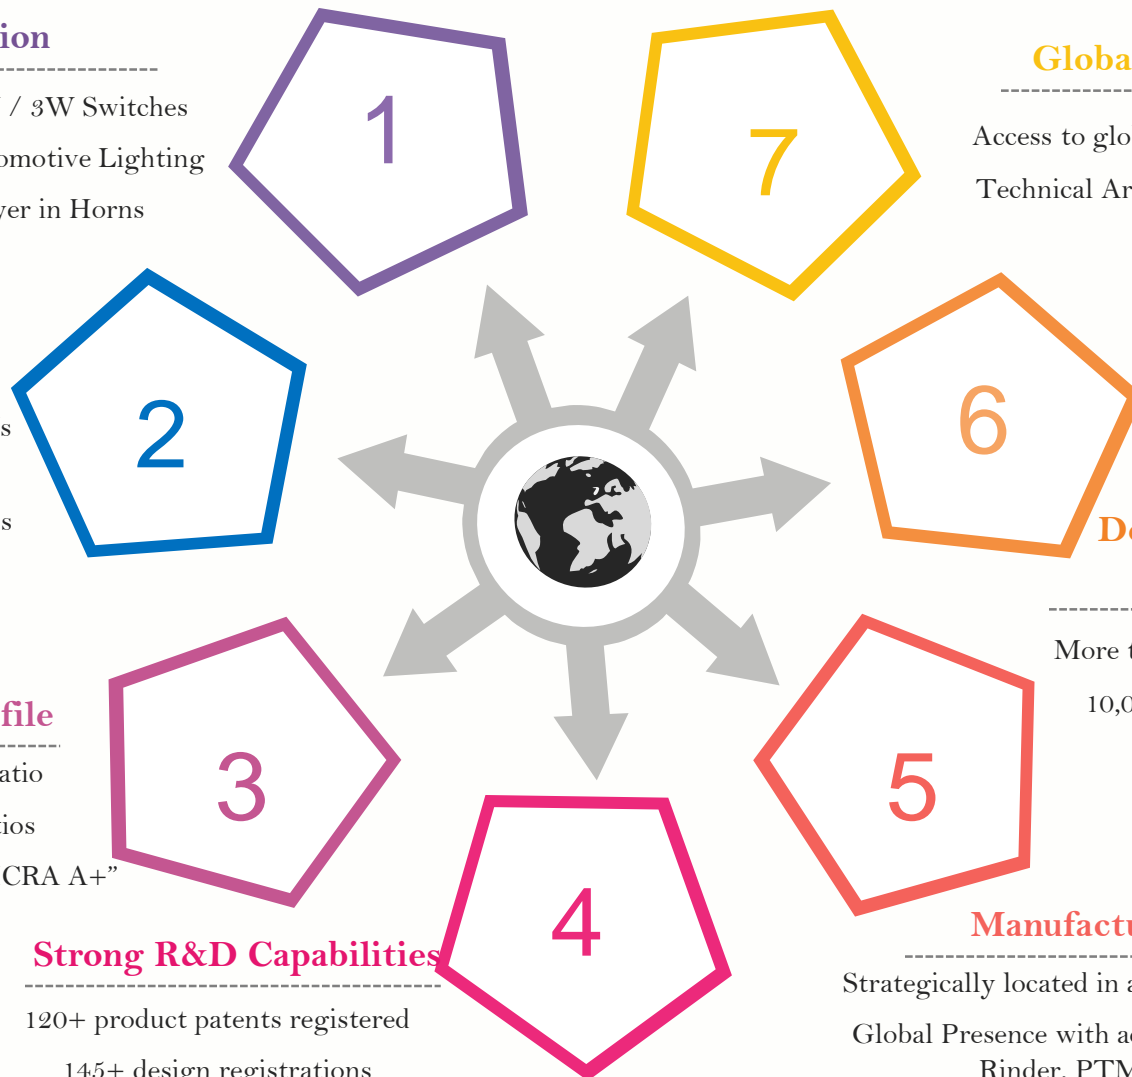 ion
/ 3W Switches
omotive Lighting
yer in Horns
1
7
Globa
Access to glo
Technical Ar
2
s
s
6
D
More t
10,0
file
atio
tios
CRA A+”
3
5
4
Strong R&D Capabilities
120+ product patents registered
145+ design registrations
Manufactu
Strategically located in a
Global Presence with a
Rinder, PTM